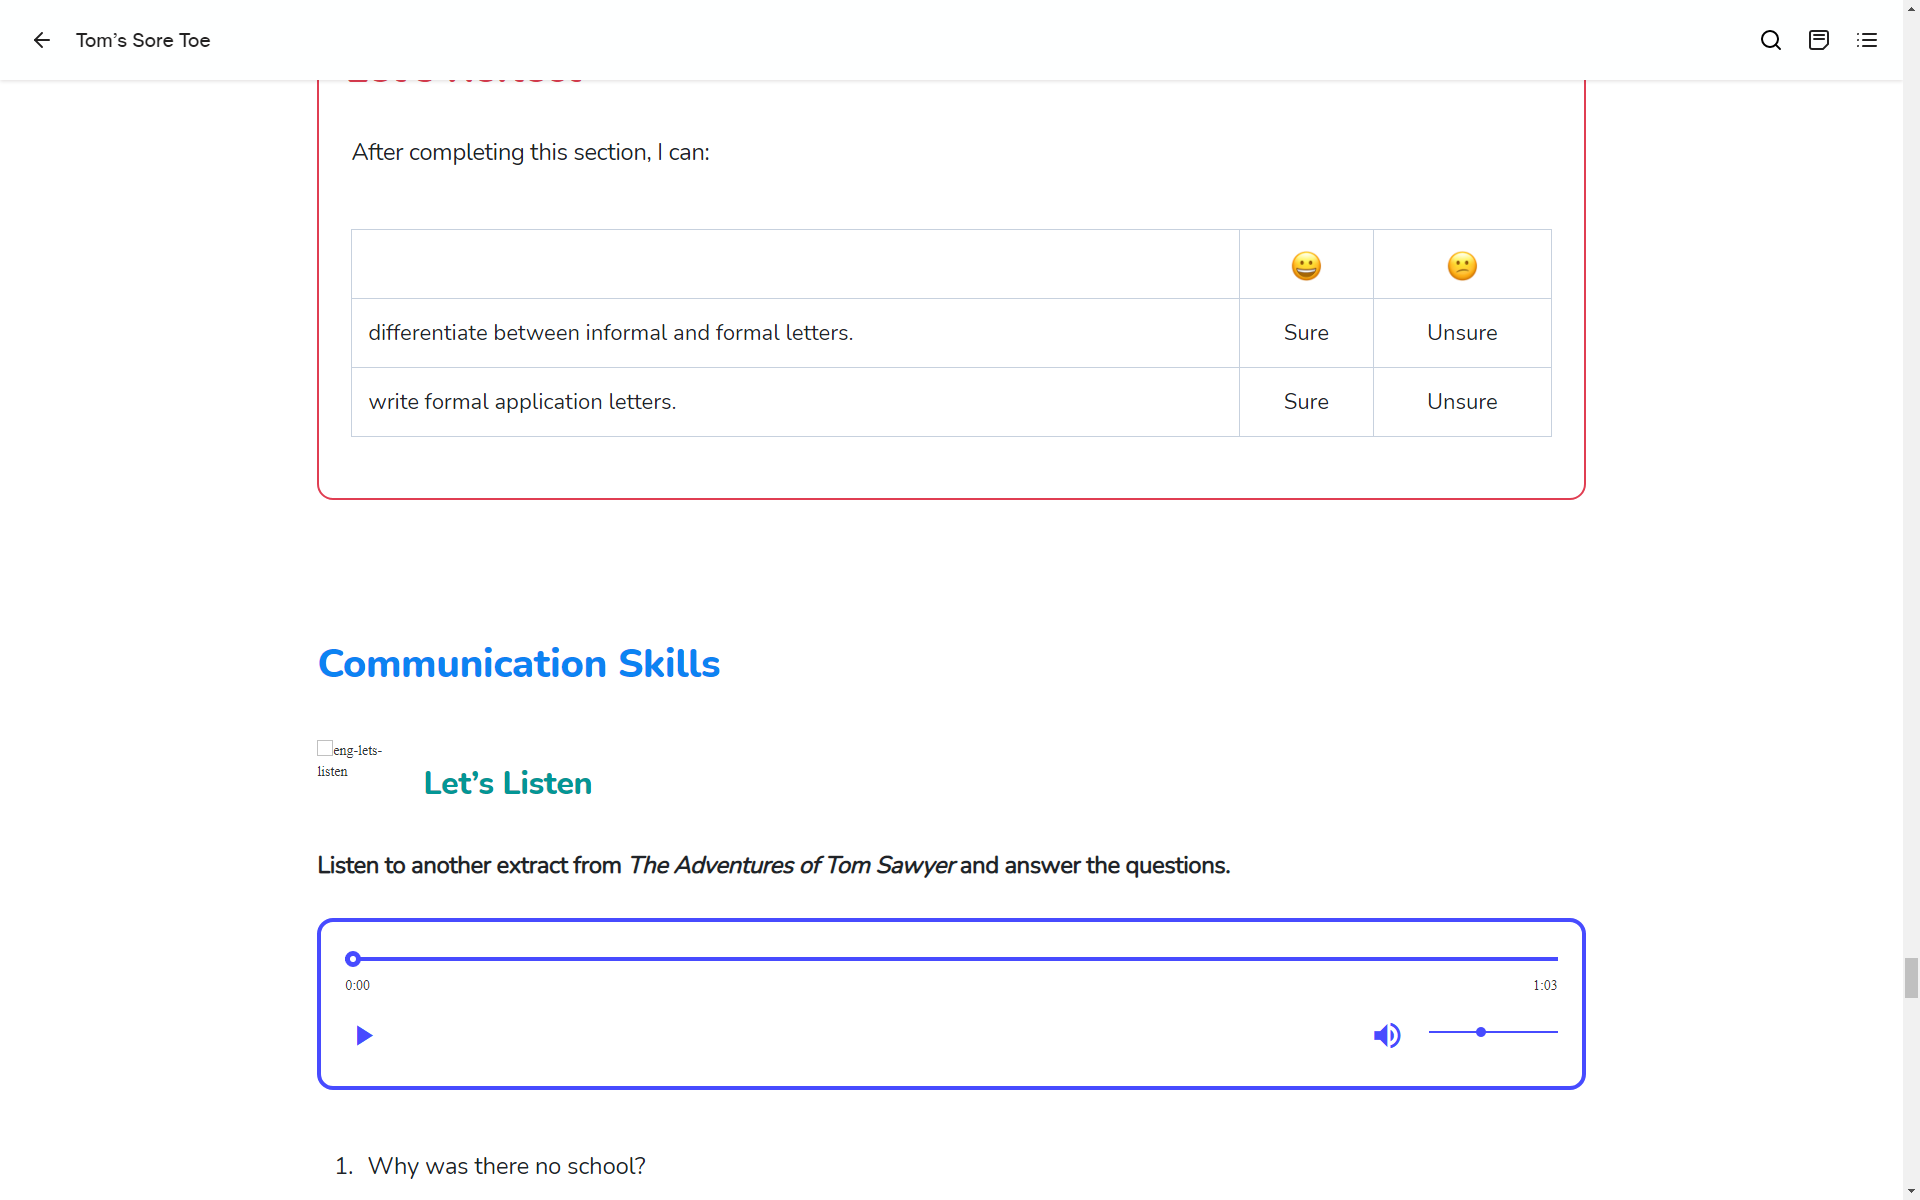 Tom’s Sore Toe
After completing this section, I can:
😀 😕
differentiate between informal and formal letters. Sure Unsure
write formal application letters. Sure Unsure
Communication Skills
eng-lets-
listen
Let’s Listen
Listen to another extract from The Adventures of Tom Sawyer and answer the questions.
0:00 1:03
1. Why was there no school?